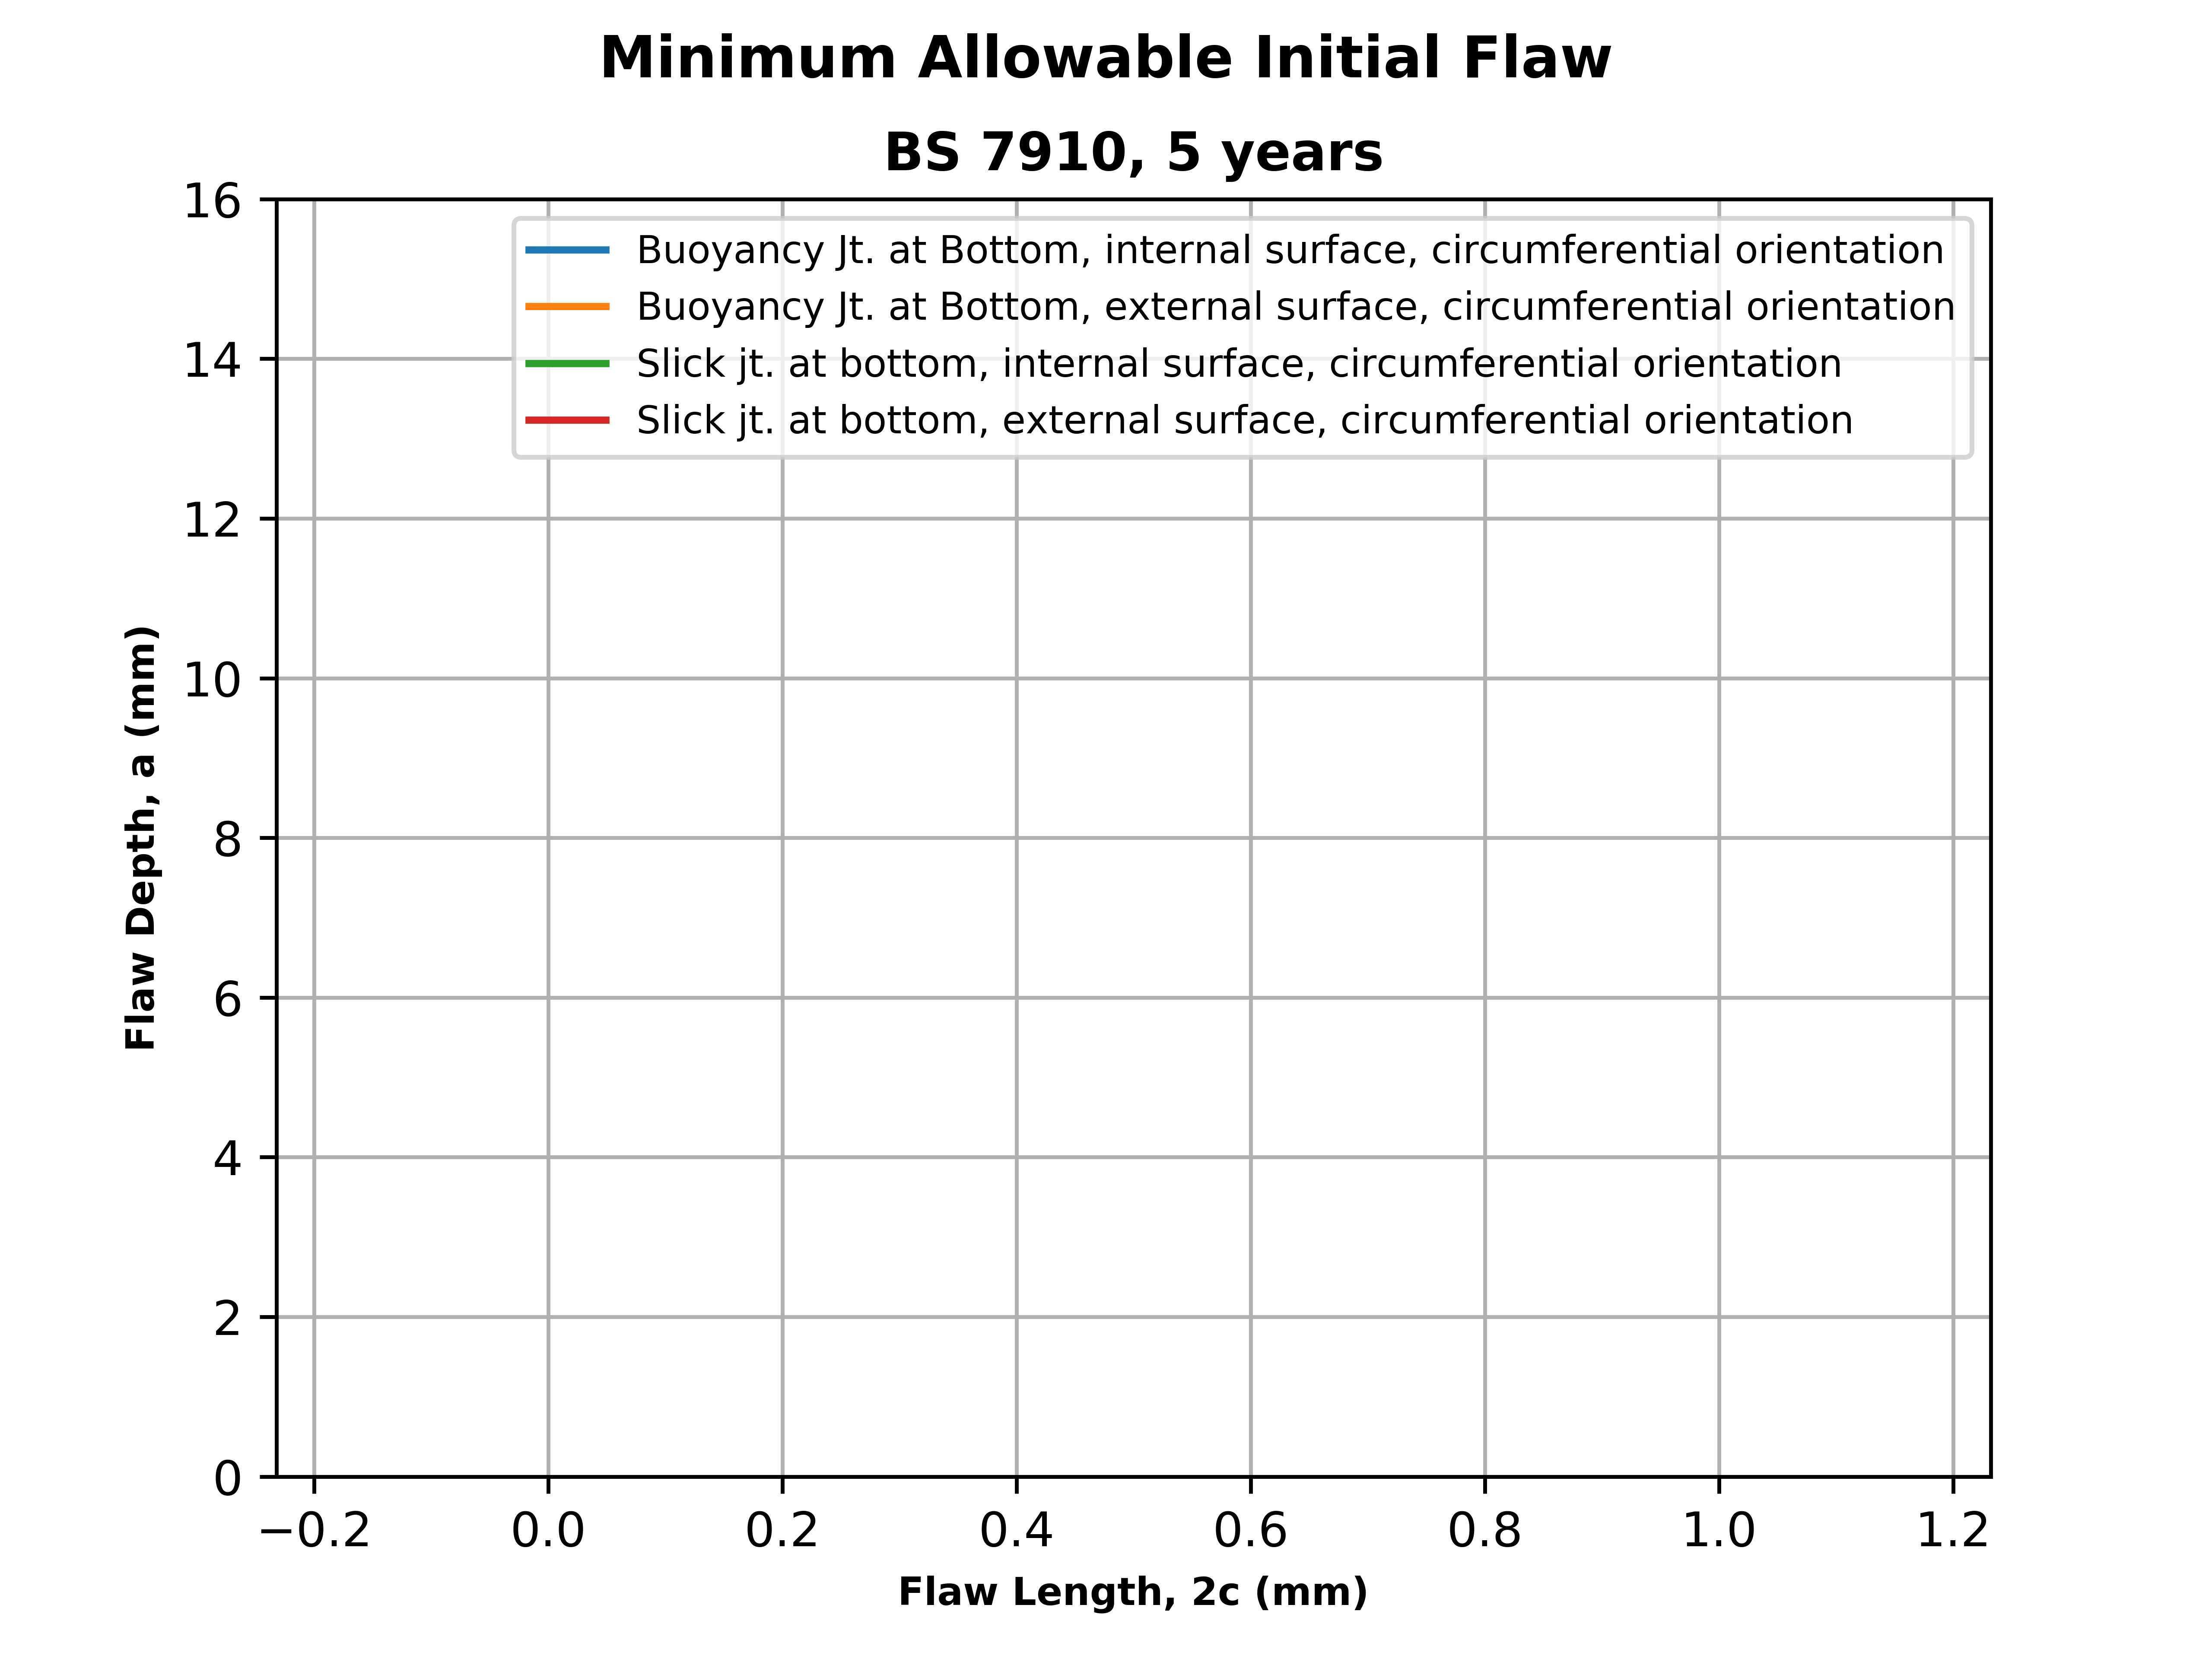 Minimum Allowable Initial Flaw
BS 7910, 5 years
16
14
12
10
8
6
4
2
0
Buoyancy Jt. at Bottom, internal surface, circumferential orientation
Buoyancy Jt. at Bottom, external surface, circumferential orientation
Slick jt. at bottom, internal surface, circumferential orientation
Slick jt. at bottom, external surface, circumferential orientation
Flaw Depth, a (mm)
−0.2 0.0 0.2 0.4 0.6 0.8 1.0 1.2
Flaw Length, 2c (mm)